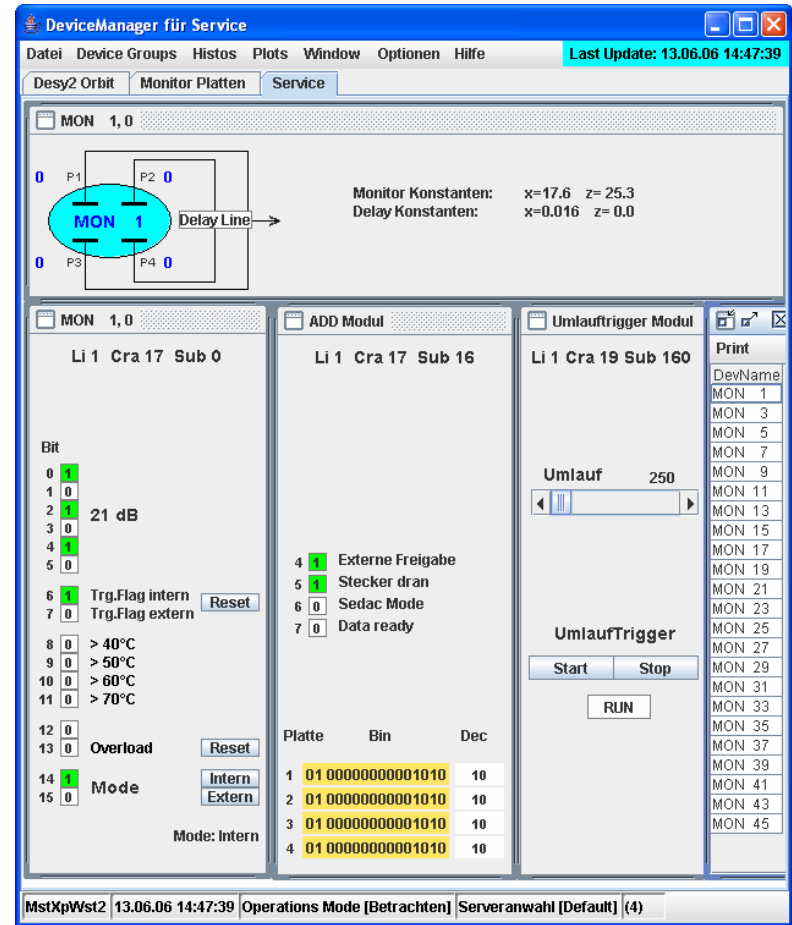 DeviceManager für Service
Datei Device Groups Histos Plots Window Optionen Hilfe Last Update: 13.06.06 14:47:39
Desy2 Orbit Monitor Platten Service
MON 1, 0
0 P1 P2 0
MON 1 Delay Line
0 P3 P4 0
Monitor Konstanten: x=17.6 z= 25.3
Delay Konstanten: x=0.016 z= 0.0
MON 1, 0
Li 1 Cra 17 Sub 0
Bit
0 1
1 0
2 1 21 dB
3 0
4 1
5 0
6 1 Trg.Flag intern Reset
7 0 Trg.Flag extern
8 0 > 40°C
9 0 > 50°C
10 0 > 60°C
11 0 > 70°C
12 0
13 0 Overload Reset
14 1 Mode Intern
15 0 Extern
Mode: Intern
ADD Modul
Li 1 Cra 17 Sub 16
4 1 Externe Freigabe
5 1 Stecker dran
6 0 Sedac Mode
7 0 Data ready
Platte Bin Dec
1 01 00000000001010 10
2 01 00000000001010 10
3 01 00000000001010 10
4 01 00000000001010 10
Umlauftrigger Modul
Li 1 Cra 19 Sub 160
Umlauf 250
UmlaufTrigger
Start Stop
RUN
Print
DevName
MON 1
MON 3
MON 5
MON 7
MON 9
MON 11
MON 13
MON 15
MON 17
MON 19
MON 21
MON 23
MON 25
MON 27
MON 29
MON 31
MON 33
MON 35
MON 37
MON 39
MON 41
MON 43
MON 45
MstXpWst2 13.06.06 14:47:39 Operations Mode [Betrachten] Serveranwahl [Default] (4)